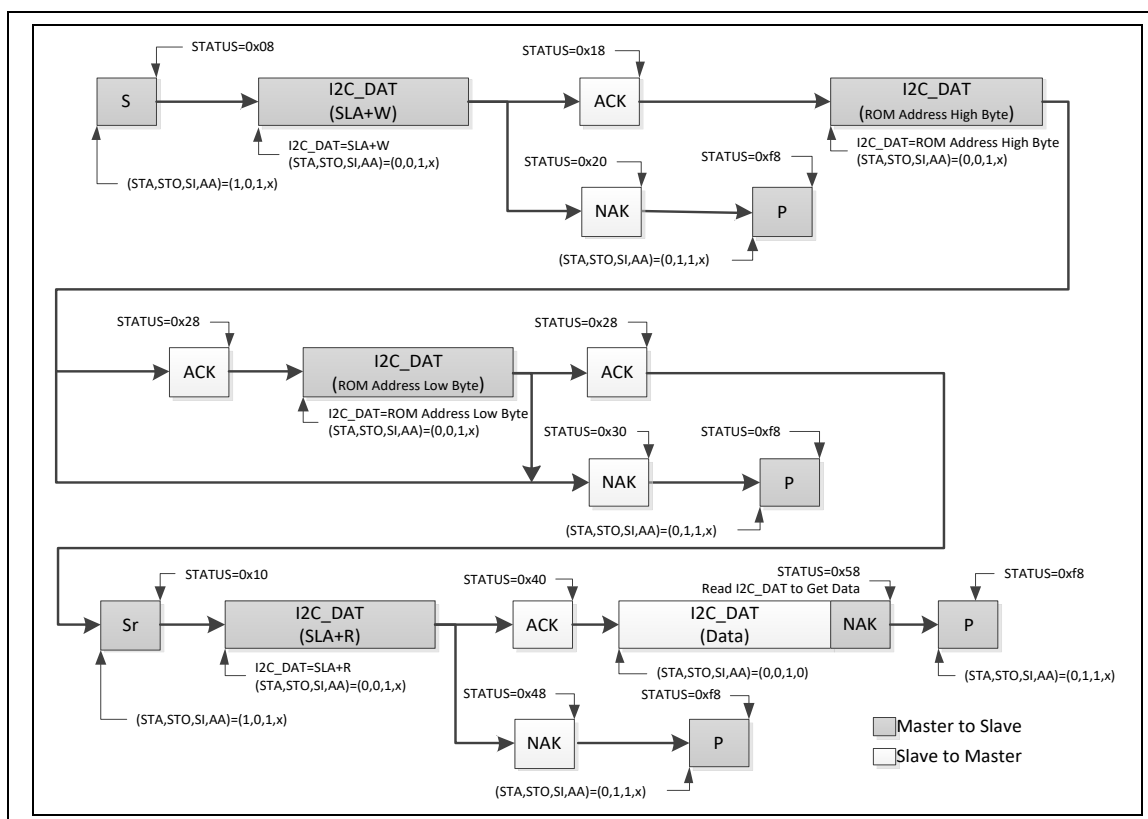 STATUS=0x08
STATUS=0x18
S
I2C_DAT
(SLA+W)
ACK
I2C_DAT
(ROM Address High Byte)
I2C_DAT=SLA+W
(STA,STO,SI,AA)=(0,0,1,x)
I2C_DAT=ROM Address High Byte
(STA,STO,SI,AA)=(0,0,1,x)
(STA,STO,SI,AA)=(1,0,1,x)
STATUS=0x20
STATUS=0xf8
NAK
P
(STA,STO,SI,AA)=(0,1,1,x)
STATUS=0x28
STATUS=0x28
ACK
I2C_DAT
(ROM Address Low Byte)
ACK
I2C_DAT=ROM Address Low Byte
(STA,STO,SI,AA)=(0,0,1,x)
STATUS=0x30
STATUS=0xf8
NAK
P
(STA,STO,SI,AA)=(0,1,1,x)
STATUS=0x10
STATUS=0x40
STATUS=0x58
Read I2C_DAT to Get Data
STATUS=0xf8
Sr
I2C_DAT
(SLA+R)
ACK
I2C_DAT
(Data)
NAK
P
I2C_DAT=SLA+R
(STA,STO,SI,AA)=(0,0,1,x)
(STA,STO,SI,AA)=(0,0,1,0)
(STA,STO,SI,AA)=(0,1,1,x)
(STA,STO,SI,AA)=(1,0,1,x)
STATUS=0x48
STATUS=0xf8
NAK
P
(STA,STO,SI,AA)=(0,1,1,x)
Master to Slave
Slave to Master